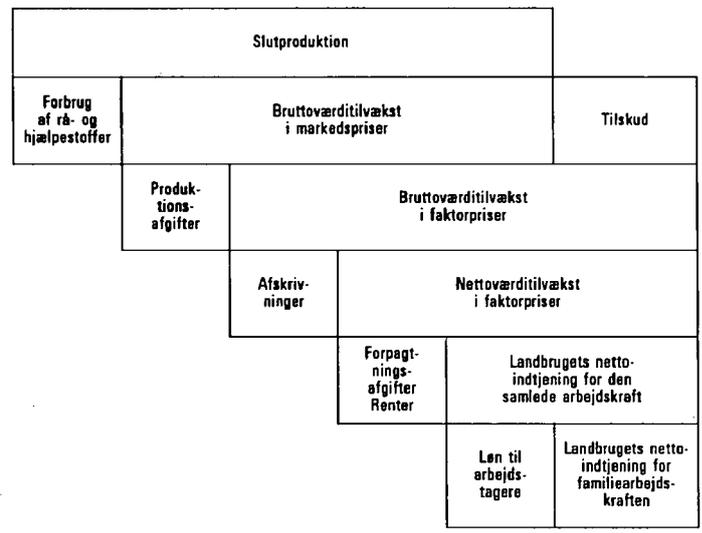 Slutproduktion
Forbrug
af rå- og
hjælpestoffer
Bruttoværditilvækst
i markedspriser
Tilskud
Produk-
tions-
afgifter
Bruttoværditilvækst
i faktorpriser
Afskriv-
ninger
Nettoværditilvækst
i faktorpriser
Forpagt-
nings-
afgifter
Renter
Landbrugets netto-
indtjening for den
samlede arbejdskraft
Løn til
arbejds-
tagere
Landbrugets netto-
indtjening for
familiearbejds-
kraften